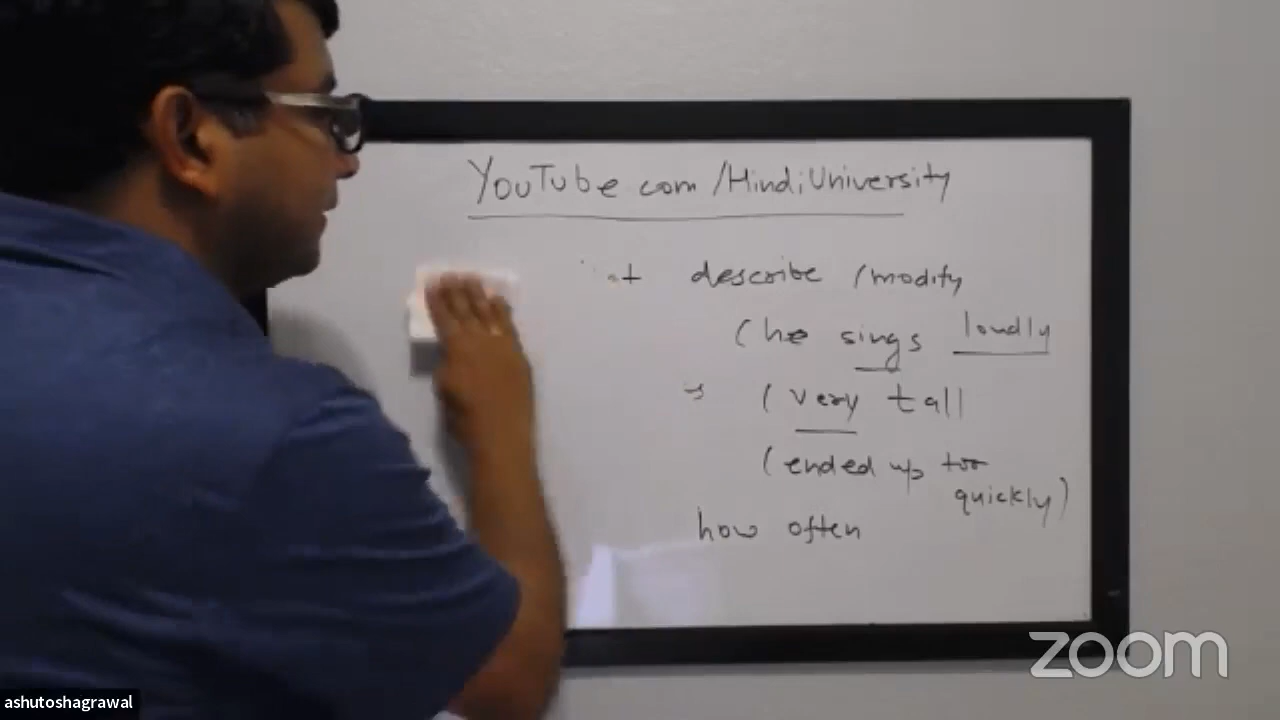 YouTube com /HindiUniversity
describe /modify
(he sings loudly
(very tall
(ended up too
quickly)
how often
zoom
ashutoshagrawal